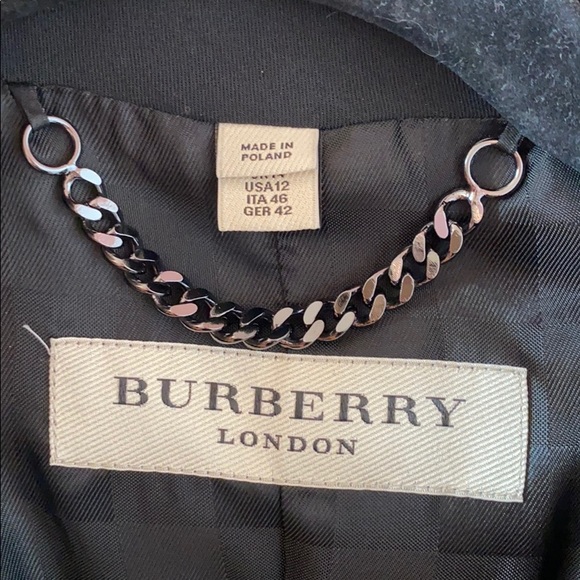 MADE IN
POLAND
USA12
ITA 46
GER 42
BURBERRY
LONDON